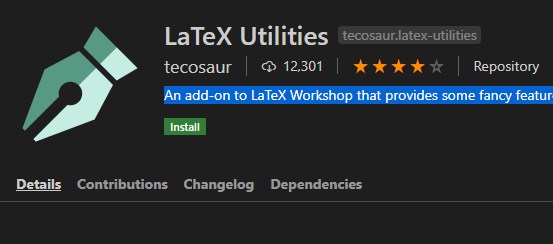 LaTeX Utilities tecosaur.latex-utilities
tecosaur 12,301 Repository
An add-on to LaTeX Workshop that provides some fancy
Install
Details Contributions Changelog Dependencies